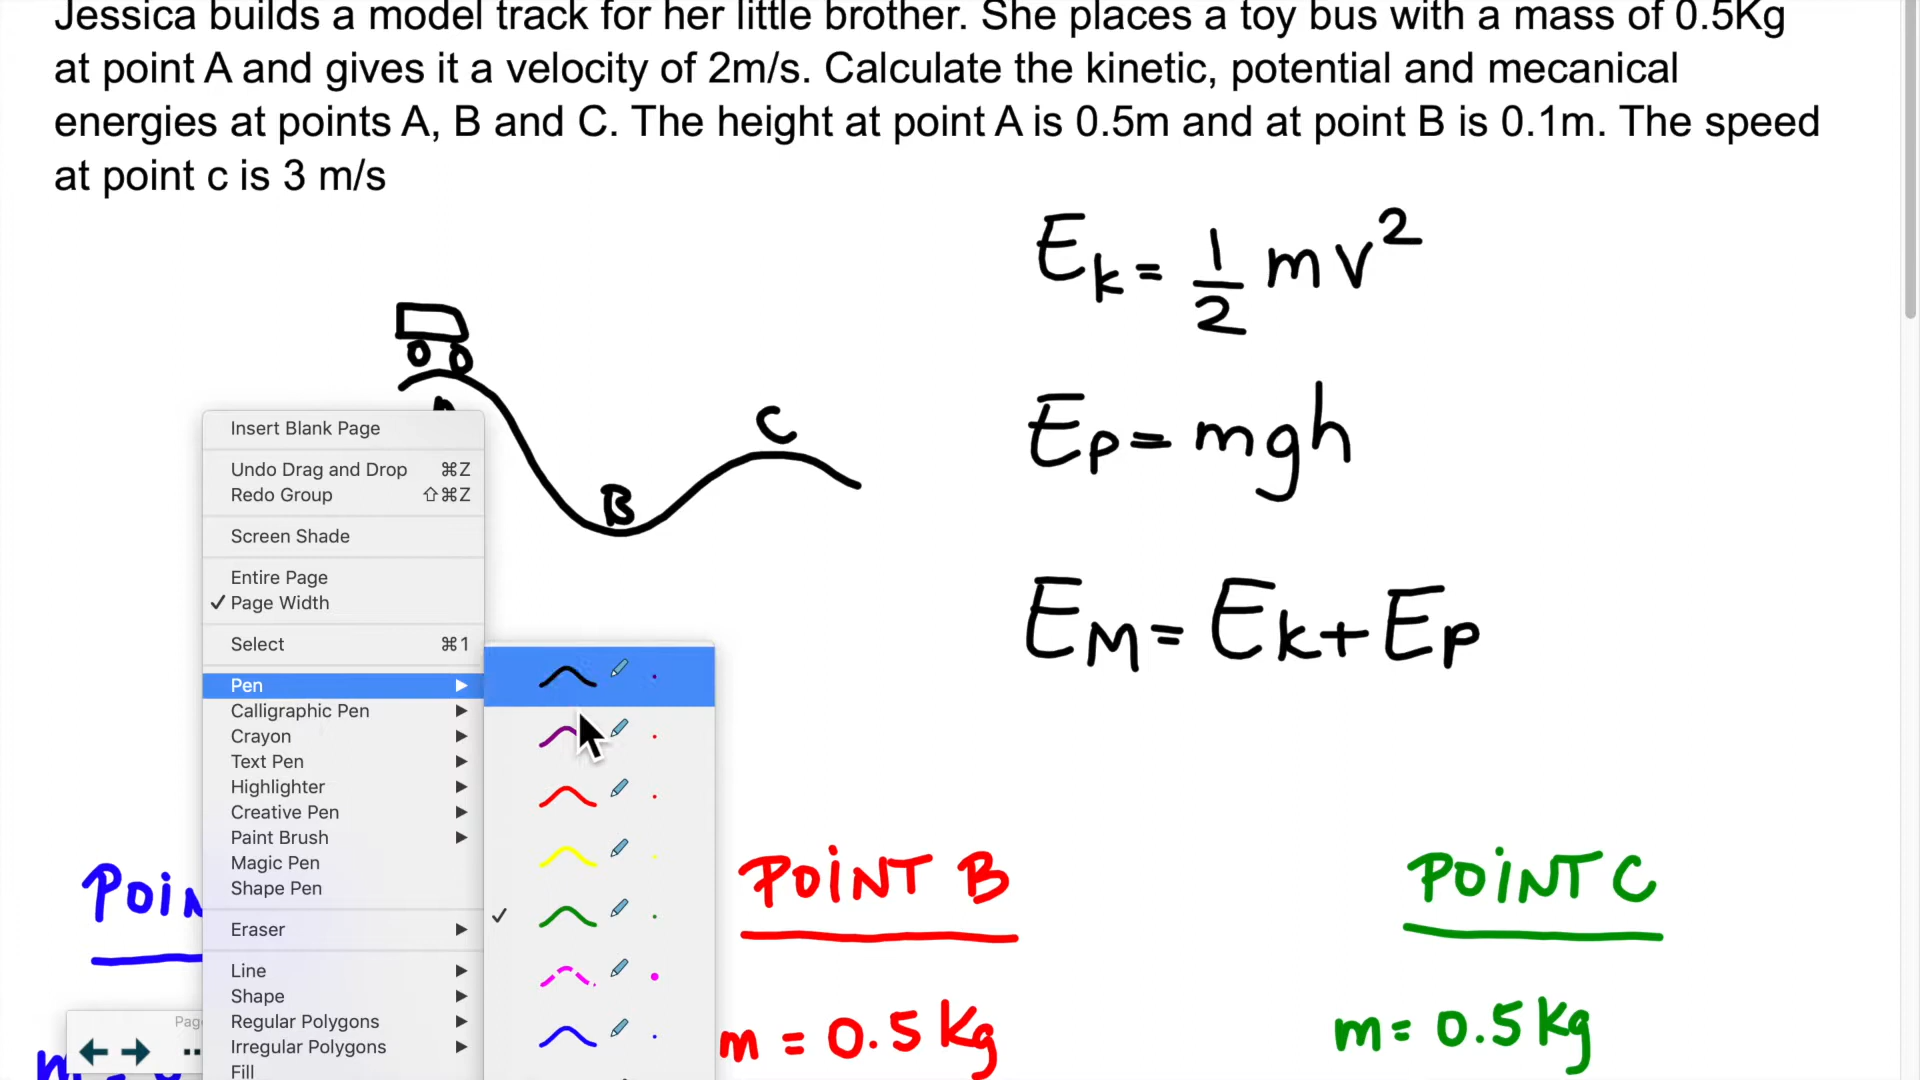 Jessica builds a model track for her little brother. She places a toy bus with a mass of 0.5Kg
at point A and gives it a velocity of 2m/s. Calculate the kinetic, potential and mecanical
energies at points A, B and C. The height at point A is 0.5m and at point B is 0.1m. The speed
at point c is 3 m/s
Ek = 1/2 mv²
C
B
Ep = mgh
EM = Ek + Ep
Insert Blank Page
Undo Drag and Drop ⌘Z
Redo Group ⇧⌘Z
Screen Shade
Entire Page
✓ Page Width
Select ⌘1
Pen
Calligraphic Pen
Crayon
Text Pen
Highlighter
Creative Pen
Paint Brush
Magic Pen
Shape Pen
Eraser
Line
Shape
Regular Polygons
Irregular Polygons
Fill
POINT B
POINT C
m = 0.5 Kg
m = 0.5 Kg